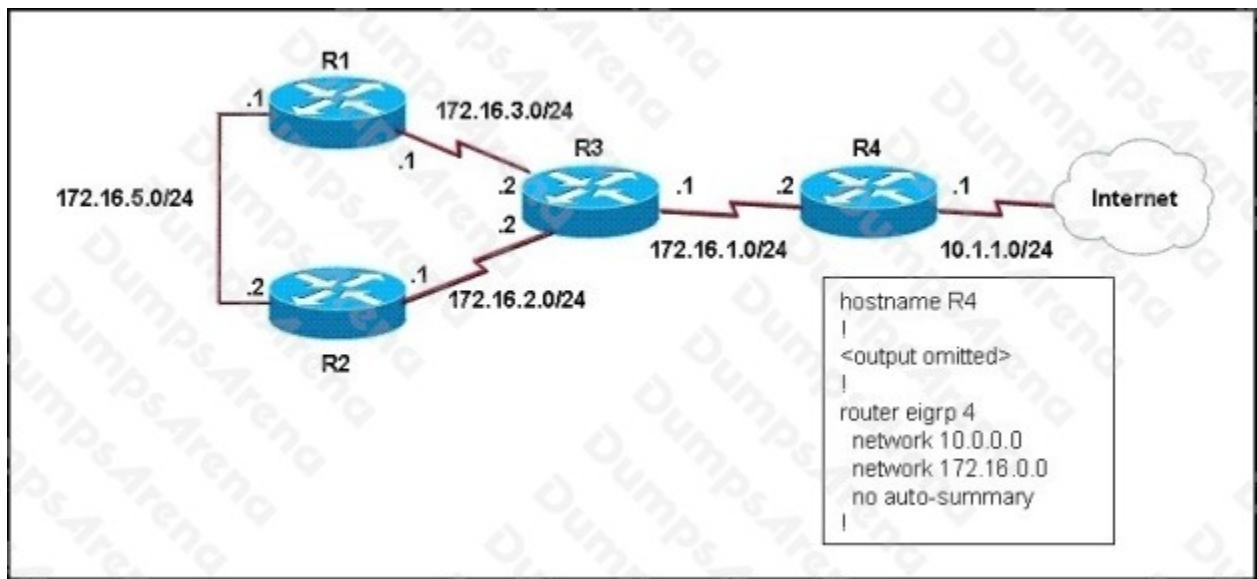 R1
.1
172.16.3.0/24
.1
R3
R4
.2
.1
.2
.1
Internet
172.16.5.0/24
.2
172.16.1.0/24
10.1.1.0/24
.2
.1
172.16.2.0/24
R2
hostname R4
!
<output omitted>
!
router eigrp 4
network 10.0.0.0
network 172.16.0.0
no auto-summary
!
DumpsArena